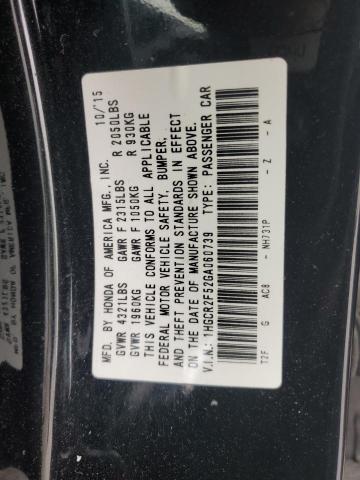 MFD. BY HONDA OF AMERICA MFG., INC. 10/15
GVWR 4321LBS GAWR F 2315LBS R 2050LBS
GVWR 1960KG GAWR F 1050KG R 930KG
THIS VEHICLE CONFORMS TO ALL APPLICABLE
FEDERAL MOTOR VEHICLE SAFETY, BUMPER,
AND THEFT PREVENTION STANDARDS IN EFFECT
ON THE DATE OF MANUFACTURE SHOWN ABOVE.
V.I.N.: 1HGCR2F52GA060739 TYPE: PASSENGER CAR
T2F G AC8 - NH731P - Z - A